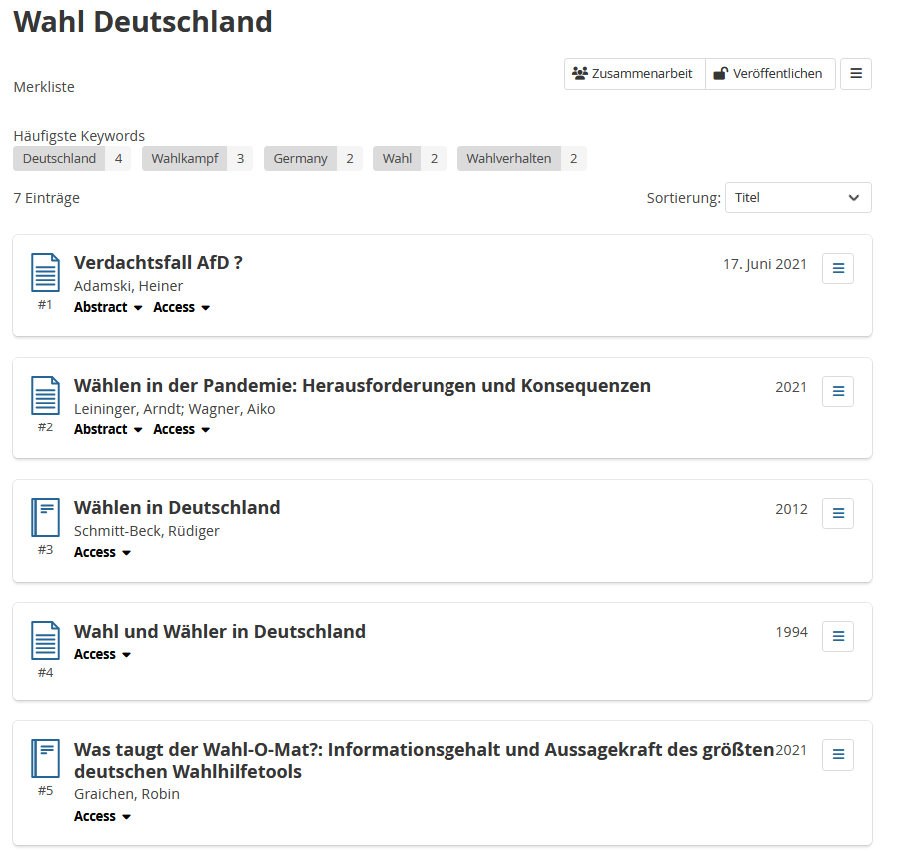 Wahl Deutschland
Merkliste
Zusammenarbeit Veröffentlichen
Häufigste Keywords
Deutschland 4 Wahlkampf 3 Germany 2 Wahl 2 Wahlverhalten 2
7 Einträge Sortierung: Titel
Verdachtsfall AfD ? 17. Juni 2021
Adamski, Heiner
#1 Abstract Access
Wählen in der Pandemie: Herausforderungen und Konsequenzen 2021
Leininger, Arndt; Wagner, Aiko
#2 Abstract Access
Wählen in Deutschland 2012
Schmitt-Beck, Rüdiger
#3 Access
Wahl und Wähler in Deutschland 1994
Access
#4
Was taugt der Wahl-O-Mat?: Informationsgehalt und Aussagekraft des größten 2021
deutschen Wahlhilfetools
#5 Graichen, Robin
Access